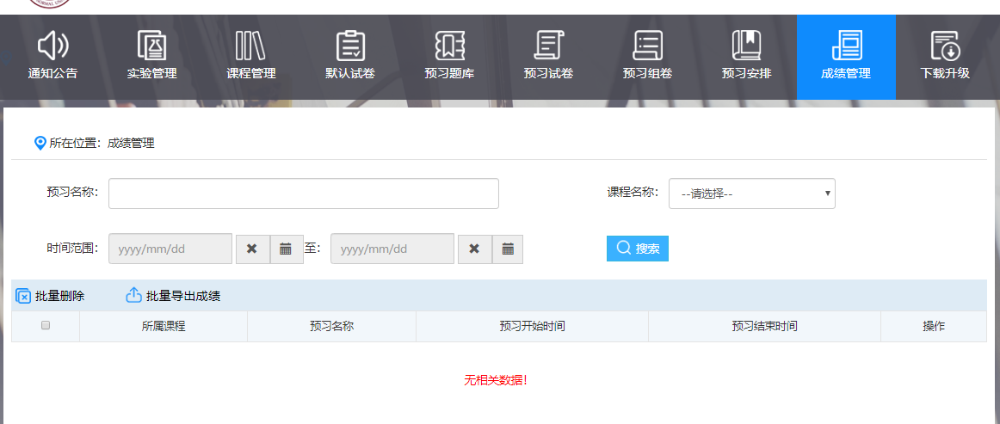 NORMAL UNI
通知公告 实验管理 课程管理 默认试卷 预习题库 预习试卷 预习组卷 预习安排 成绩管理 下载升级
所在位置：成绩管理
预习名称： 课程名称： --请选择--
时间范围： yyyy/mm/dd 至： yyyy/mm/dd 搜索
批量删除 批量导出成绩
所属课程 预习名称 预习开始时间 预习结束时间 操作
无相关数据！